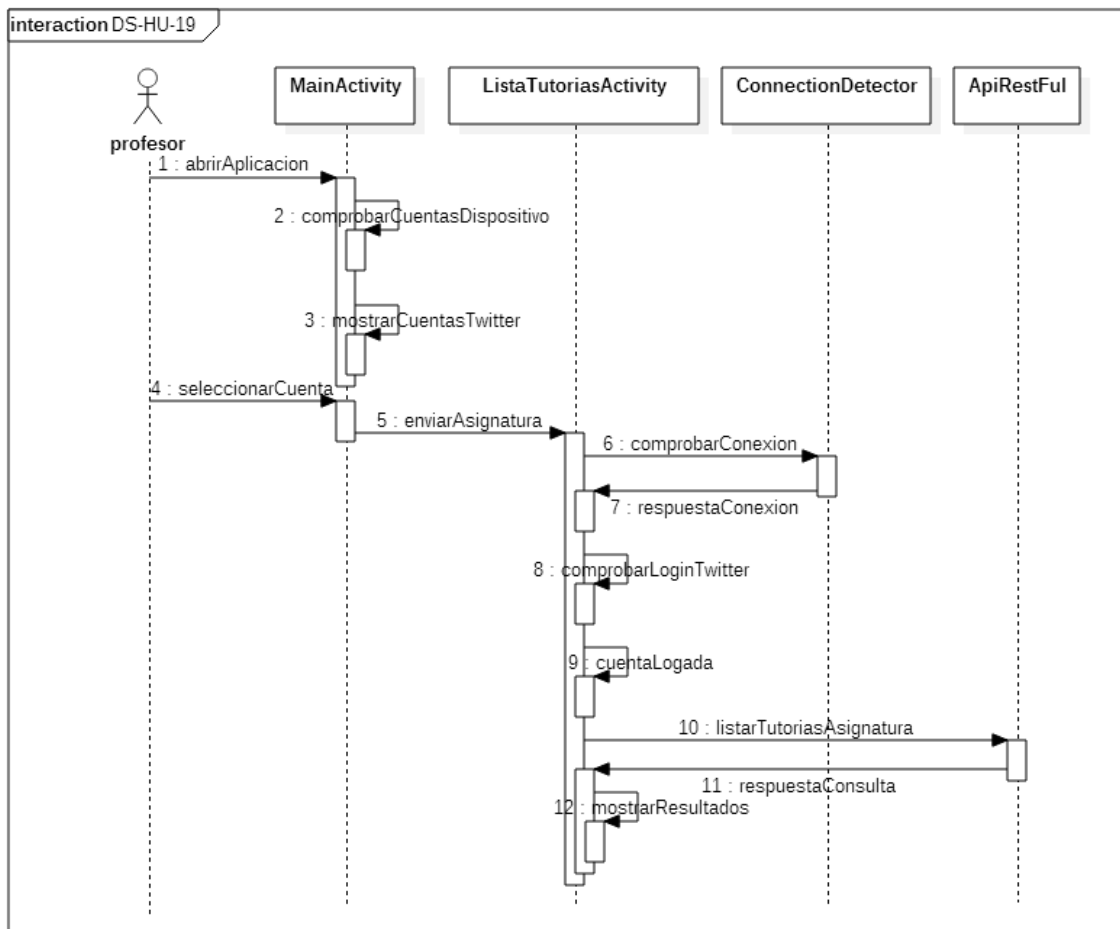 interaction DS-HU-19
MainActivity
ListaTutoriasActivity
ConnectionDetector
ApiRestFul
profesor
1 : abrirAplicacion
2 : comprobarCuentasDispositivo
3 : mostrarCuentasTwitter
4 : seleccionarCuenta
5 : enviarAsignatura
6 : comprobarConexion
7 : respuestaConexion
8 : comprobarLoginTwitter
9 : cuentaLogada
10 : listarTutoriasAsignatura
11 : respuestaConsulta
12 : mostrarResultados